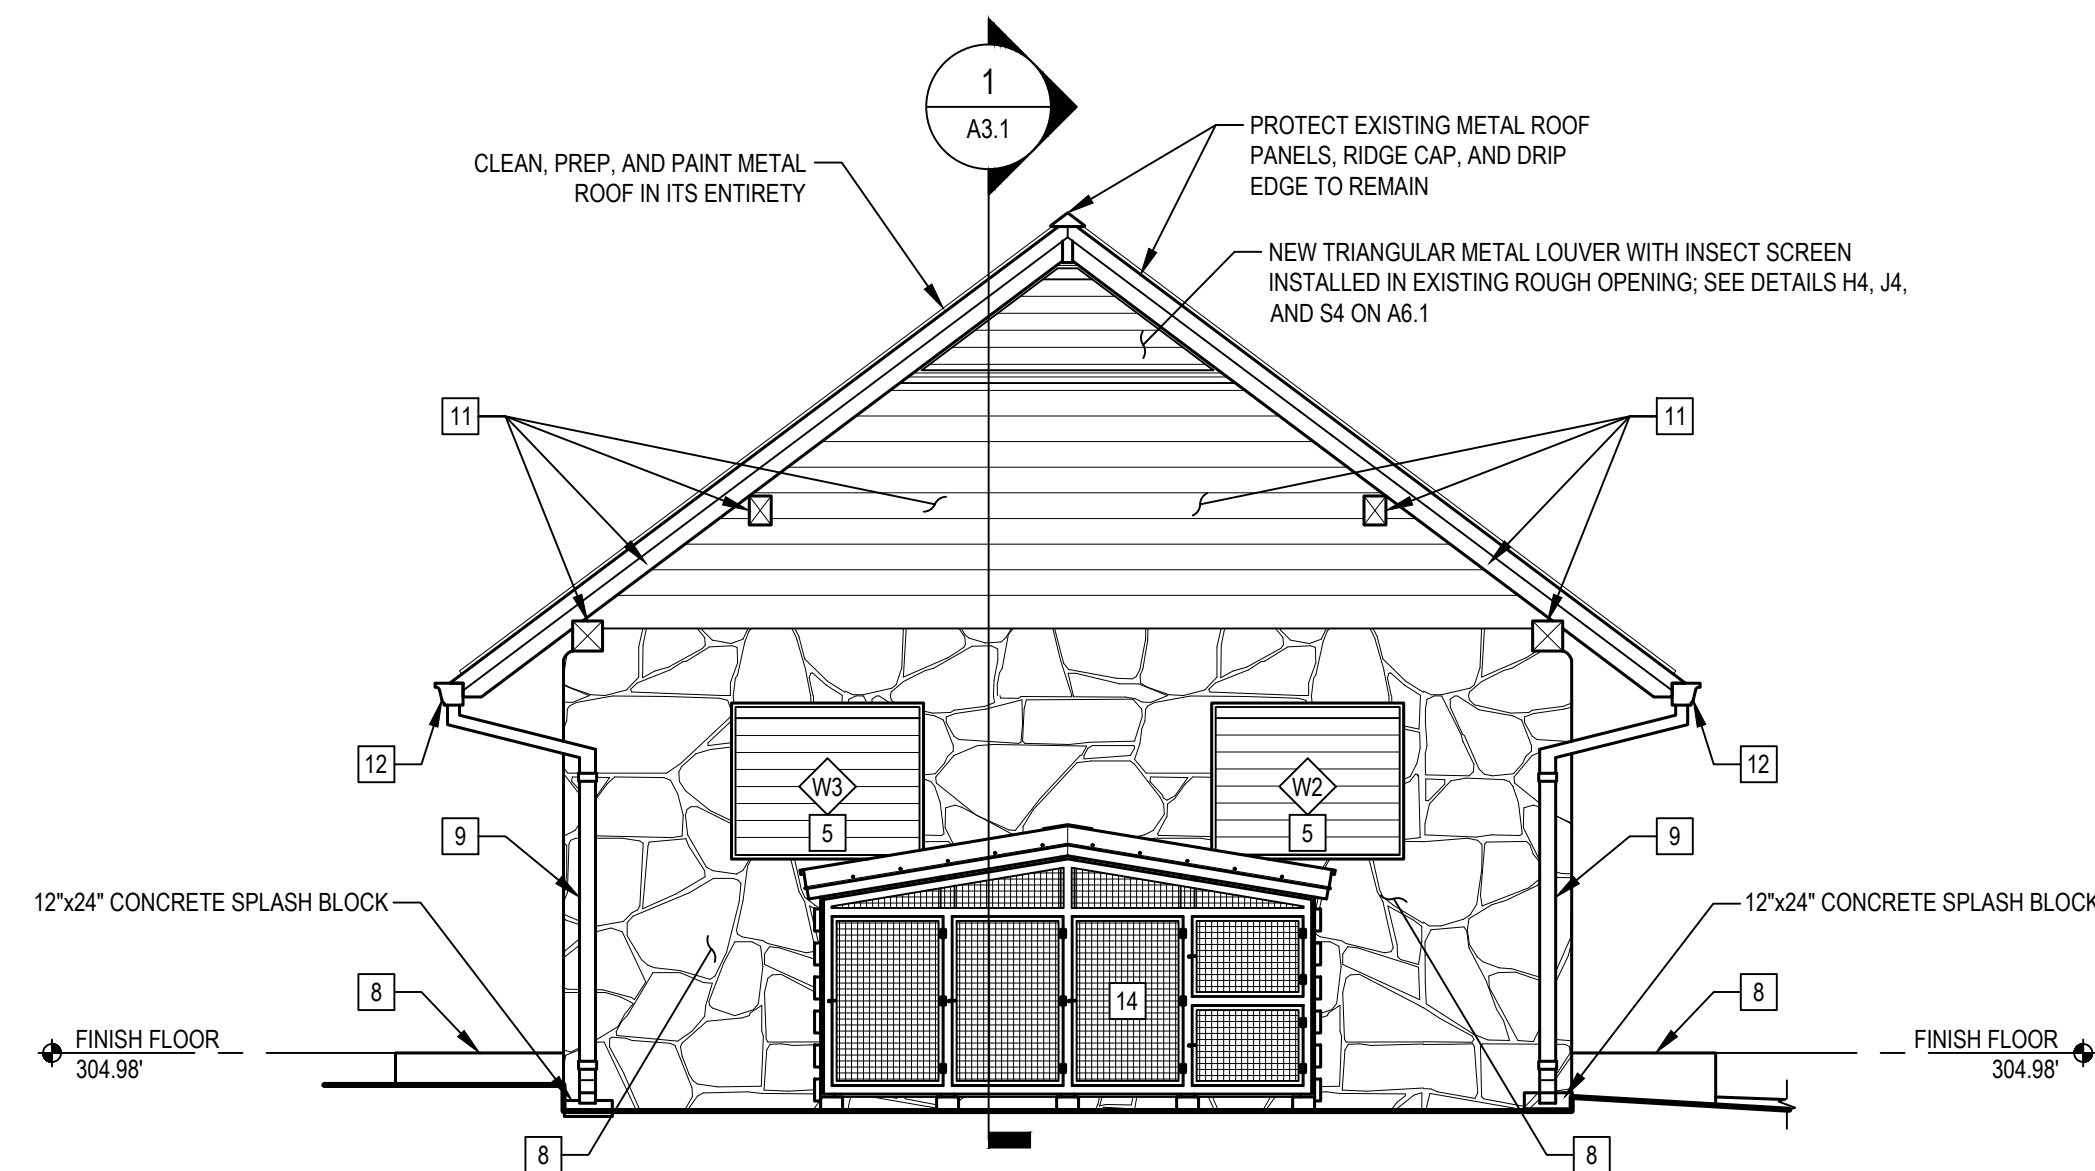 1
A3.1
CLEAN, PREP, AND PAINT METAL
ROOF IN ITS ENTIRETY
PROTECT EXISTING METAL ROOF
PANELS, RIDGE CAP, AND DRIP
EDGE TO REMAIN
NEW TRIANGULAR METAL LOUVER WITH INSECT SCREEN
INSTALLED IN EXISTING ROUGH OPENING; SEE DETAILS H4, J4,
AND S4 ON A6.1
11
11
12
12
W3
5
W2
5
9
9
12"x24" CONCRETE SPLASH BLOCK
12"x24" CONCRETE SPLASH BLOCK
8
14
8
FINISH FLOOR
304.98'
FINISH FLOOR
304.98'
8
8